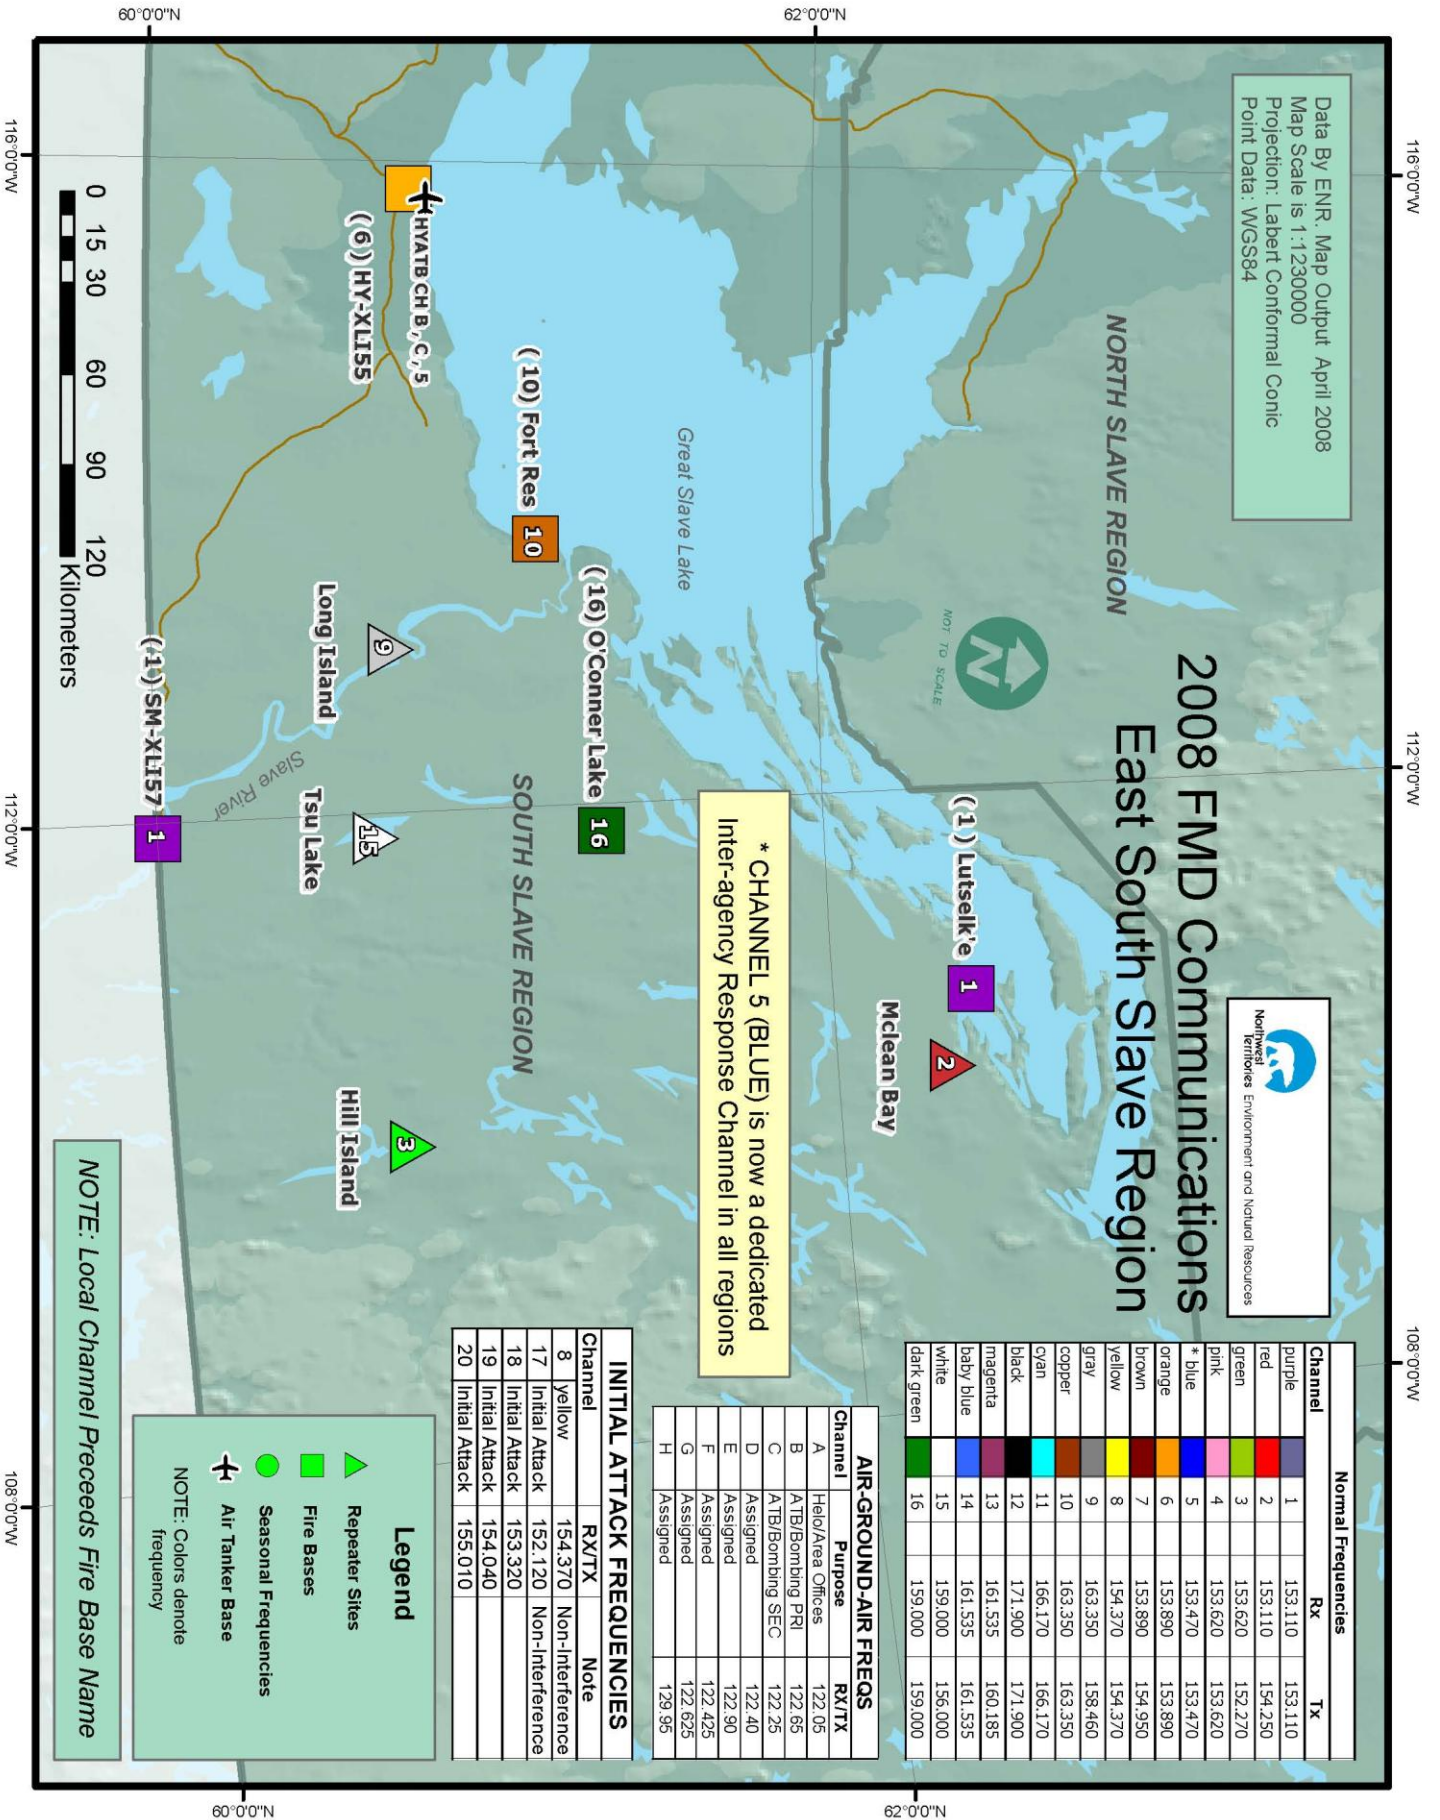 2008 FMD Communications
East South Slave Region
Data By ENR. Map Output April 2008
Map Scale is 1:1230000
Projection: Labert Conformal Conic
Point Data: WGS84
Northwest
Territories Environment and Natural Resources
116°0'0"W
112°0'0"W
108°0'0"W
62°0'0"N
60°0'0"N
62°0'0"N
60°0'0"N
116°0'0"W
112°0'0"W
108°0'0"W
NORTH SLAVE REGION
N
NOT TO SCALE
Great Slave Lake
SOUTH SLAVE REGION
Slave River
(1) Lutselk'e
1
2
Mclean Bay
(16) O'Conner Lake
16
(10) Fort Res
10
HYATB CH B, C, 5
(6) HY-XLI55
9
Long Island
15
Tsu Lake
3
Hill Island
(1) SM-XLI57
1
* CHANNEL 5 (BLUE) is now a dedicated
Inter-agency Response Channel in all regions
Normal Frequencies
Channel Rx Tx
purple 1 153.110 153.110
red 2 153.110 154.250
green 3 153.620 152.270
pink 4 153.620 153.620
* blue 5 153.470 153.470
orange 6 153.890 153.890
brown 7 153.890 154.950
yellow 8 154.370 154.370
gray 9 163.350 158.460
copper 10 163.350 163.350
cyan 11 166.170 166.170
black 12 171.900 171.900
magenta 13 161.535 160.185
baby blue 14 161.535 161.535
white 15 159.000 156.000
dark green 16 159.000 159.000
AIR-GROUND-AIR FREQS
Channel Purpose RX/TX
A Helo/Area Offices 122.05
B ATB/Bombing PRI 122.65
C ATB/Bombing SEC 122.25
D Assigned 122.40
E Assigned 122.90
F Assigned 122.425
G Assigned 122.625
H Assigned 129.95
INITIAL ATTACK FREQUENCIES
Channel RX/TX Note
8 yellow 154.370 Non-Interference
17 Initial Attack 152.120 Non-Interference
18 Initial Attack 153.320
19 Initial Attack 154.040
20 Initial Attack 155.010
Legend
Repeater Sites
Fire Bases
Seasonal Frequencies
Air Tanker Base
NOTE: Colors denote
frequency
0 15 30 60 90 120
Kilometers
NOTE: Local Channel Preceeds Fire Base Name